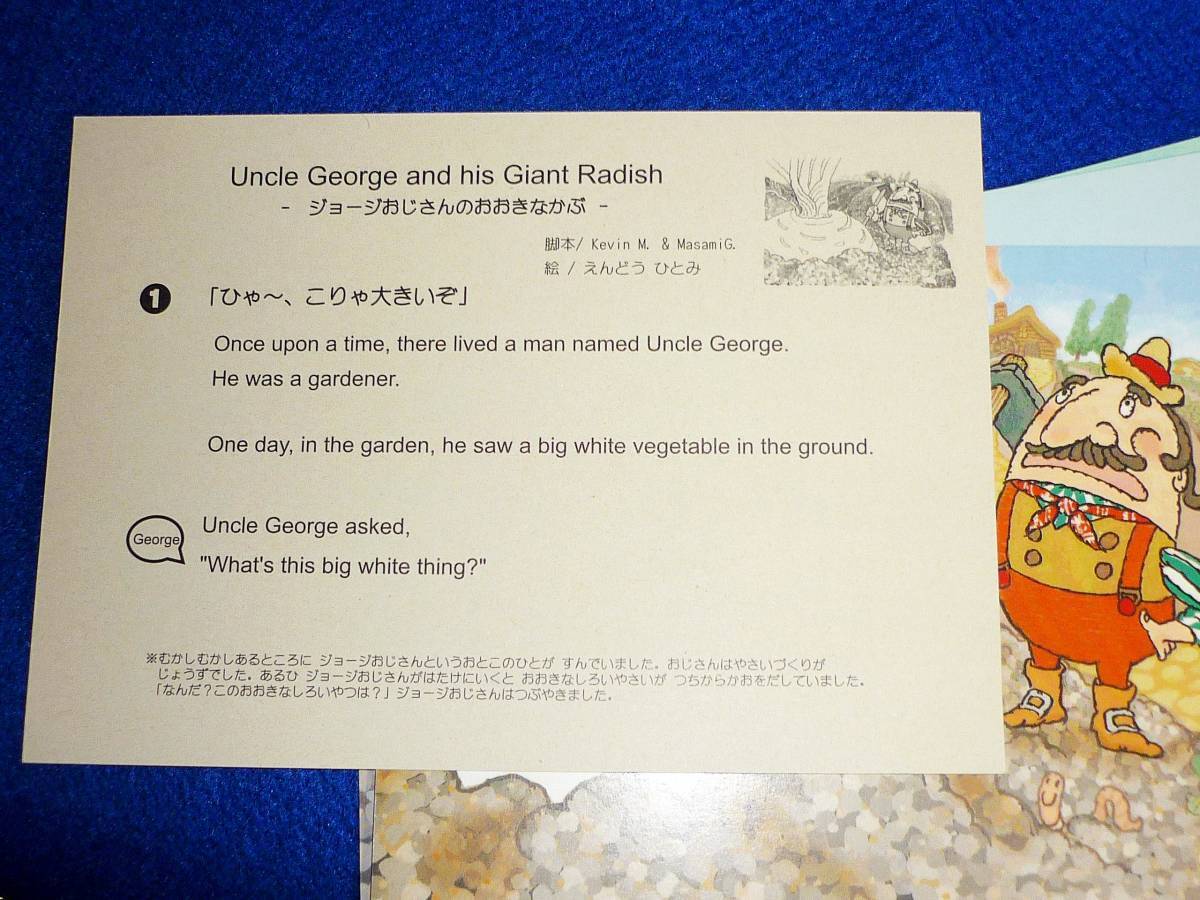 Uncle George and his Giant Radish
- ジョージおじさんのおおきなかぶ -
脚本/ Kevin M. & MasamiG.
絵 / えんどう ひとみ
❶ 「ひゃ〜、こりゃ大きいぞ」
Once upon a time, there lived a man named Uncle George.
He was a gardener.
One day, in the garden, he saw a big white vegetable in the ground.
George
Uncle George asked,
"What's this big white thing?"
※むかしむかしあるところに ジョージおじさんというおとこのひとが すんでいました。おじさんはやさいづくりが
じょうずでした。あるひ ジョージおじさんがはたけにいくと おおきなしろいやさいが つちからかおをだしていました。
「なんだ？このおおきなしろいやつは？」ジョージおじさんはつぶやきました。